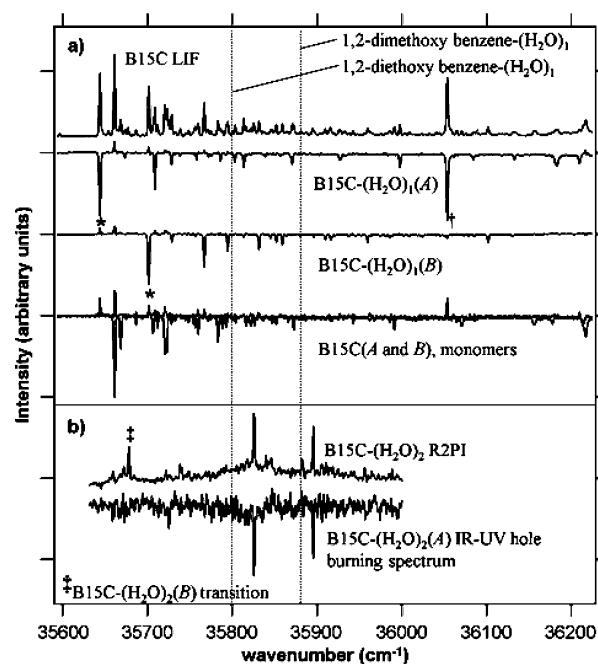 a)
1,2-dimethoxy benzene-(H₂O)₁
B15C LIF
1,2-diethoxy benzene-(H₂O)₁
B15C-(H₂O)₁(A)
†
*
B15C-(H₂O)₁(B)
*
B15C(A and B), monomers
Intensity (arbitrary units)
b)
‡
B15C-(H₂O)₂ R2PI
B15C-(H₂O)₂(A) IR-UV hole
burning spectrum
‡B15C-(H₂O)₂(B) transition
35600 35700 35800 35900 36000 36100 36200
wavenumber (cm⁻¹)